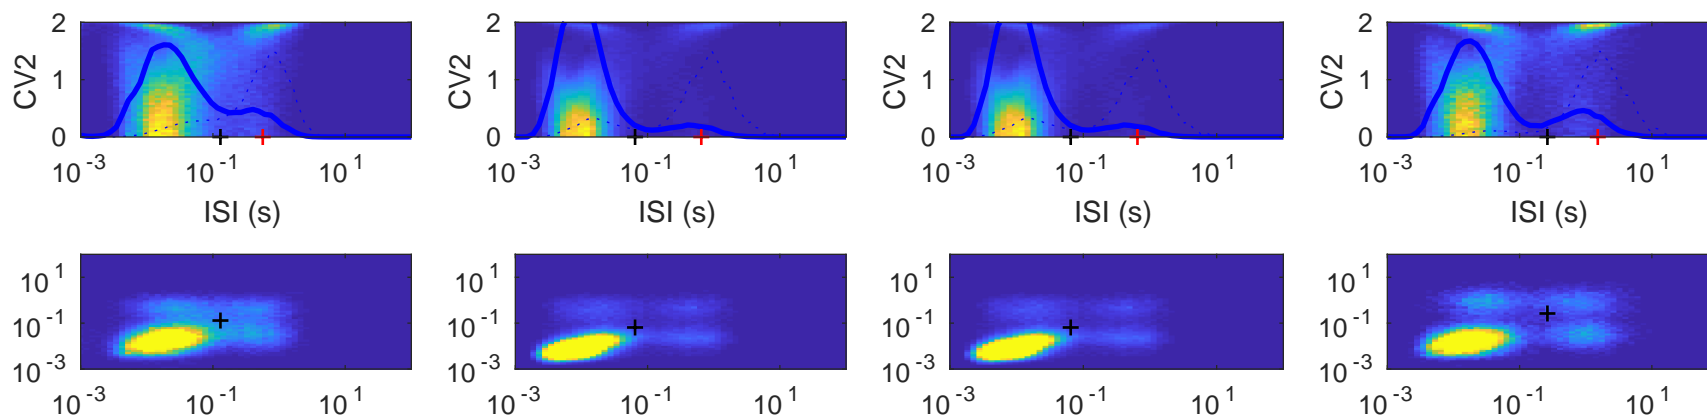 2 2 2 2
CV2 CV2 CV2 CV2
1 1 1 1
0 0 0 0
10^-3 10^-1 10^1 10^-3 10^-1 10^1 10^-3 10^-1 10^1 10^-3 10^-1 10^1
ISI (s) ISI (s) ISI (s) ISI (s)
10^1 10^1 10^1 10^1
10^-1 10^-1 10^-1 10^-1
10^-3 10^-3 10^-3 10^-3
10^-3 10^-1 10^1 10^-3 10^-1 10^1 10^-3 10^-1 10^1 10^-3 10^-1 10^1